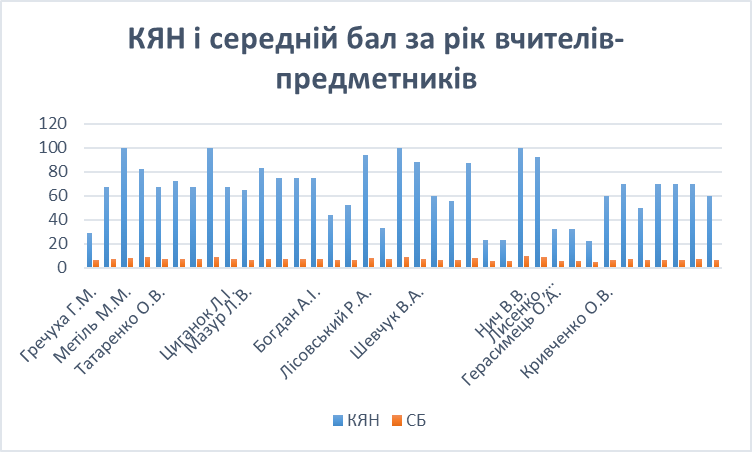 КЯН і середній бал за рік вчителів-
предметників
120
100
80
60
40
20
0
Гречуха Г.М.
Метіль М.М.
Татаренко О.В.
Циганок Л.І.
Мазур Л.В.
Богдан А.І.
Лісовський Р.А.
Шевчук В.А.
Нич В.В.
Лисенко,…
Герасимець О.А.
Кривченко О.В.
КЯН СБ